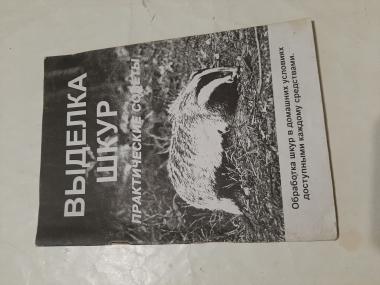 ВЫДЕЛКА
ШКУР
ПРАКТИЧЕСКИЕ СОВЕТЫ
Обработка шкур в домашних условиях
доступными каждому средствами.